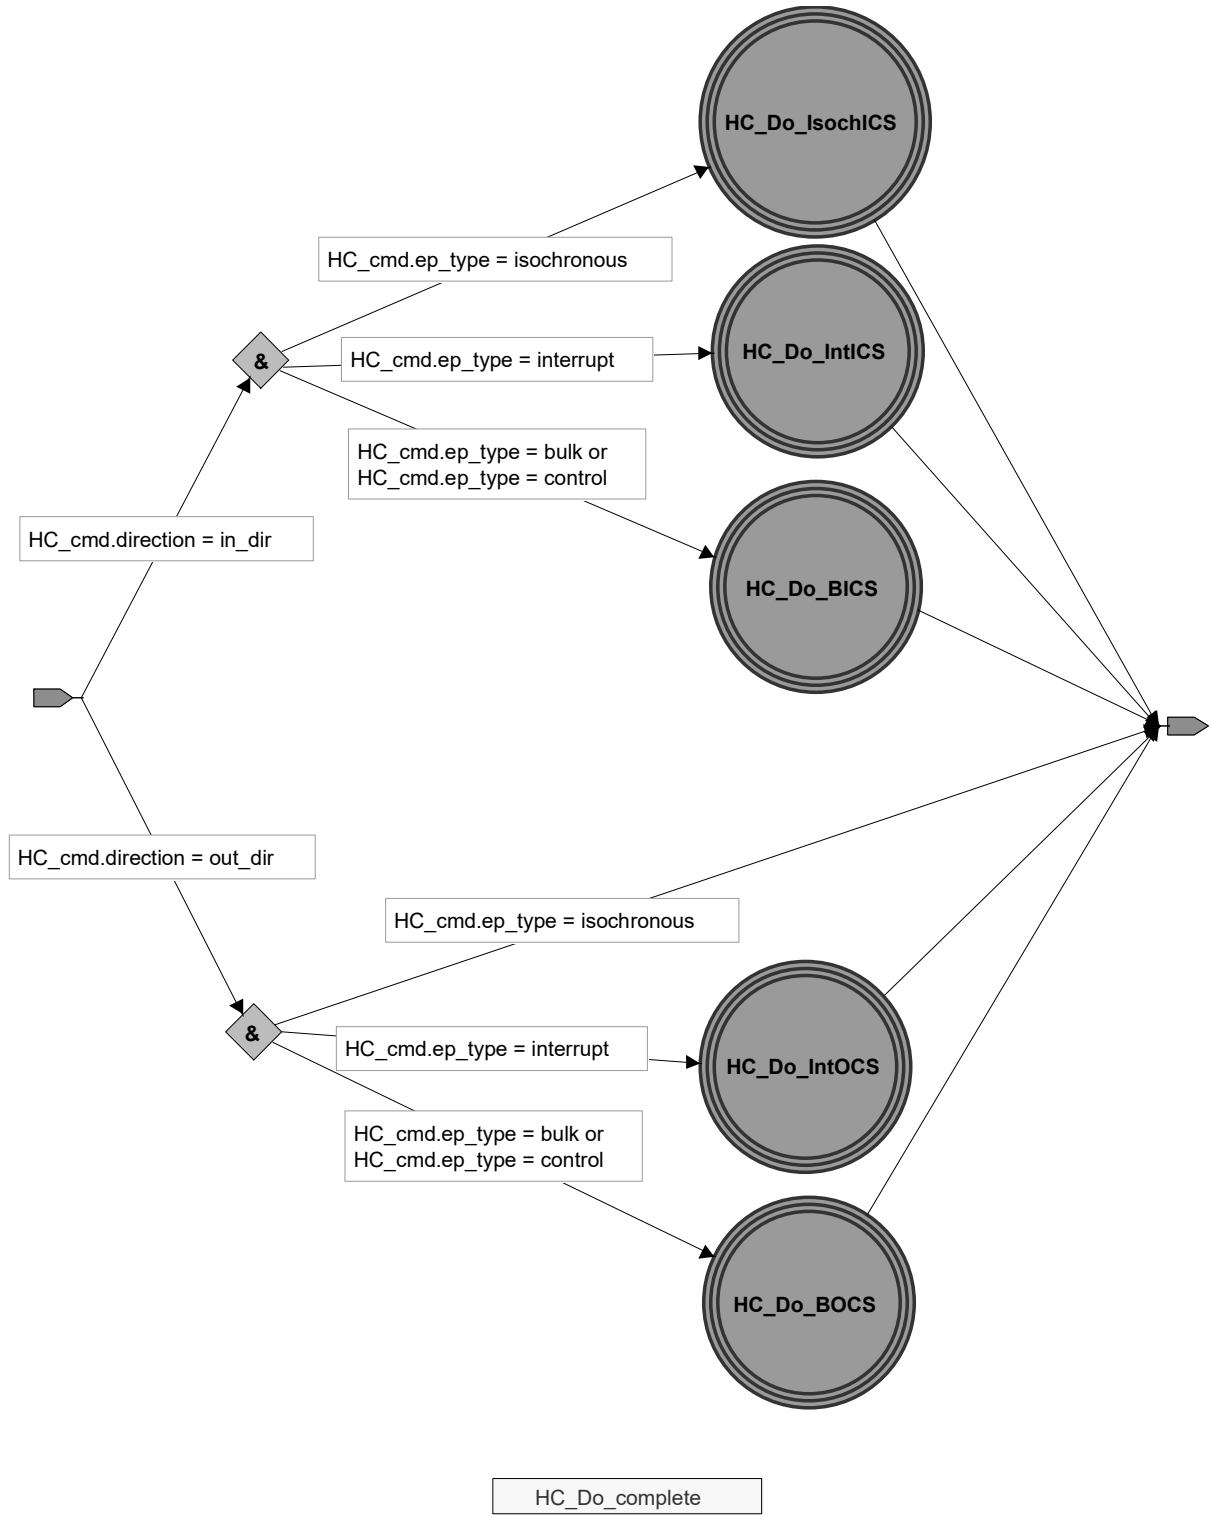 HC_Do_IsochICS
HC_cmd.ep_type = isochronous
&
HC_cmd.ep_type = interrupt
HC_Do_IntICS
HC_cmd.ep_type = bulk or
HC_cmd.ep_type = control
HC_cmd.direction = in_dir
HC_Do_BICS
HC_cmd.direction = out_dir
HC_cmd.ep_type = isochronous
&
HC_cmd.ep_type = interrupt
HC_Do_IntOCS
HC_cmd.ep_type = bulk or
HC_cmd.ep_type = control
HC_Do_BOCS
HC_Do_complete